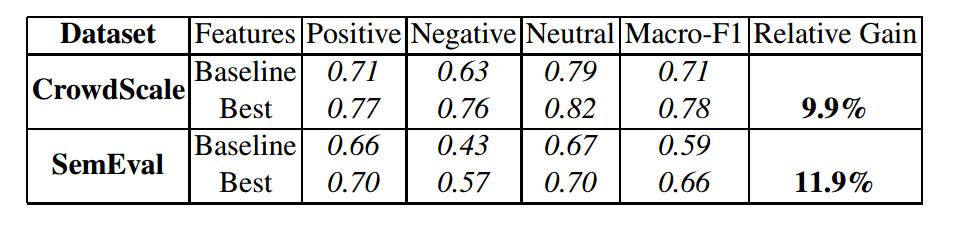 Dataset Features Positive Negative Neutral Macro-F1 Relative Gain
CrowdScale Baseline 0.71 0.63 0.79 0.71
Best 0.77 0.76 0.82 0.78 9.9%
SemEval Baseline 0.66 0.43 0.67 0.59
Best 0.70 0.57 0.70 0.66 11.9%